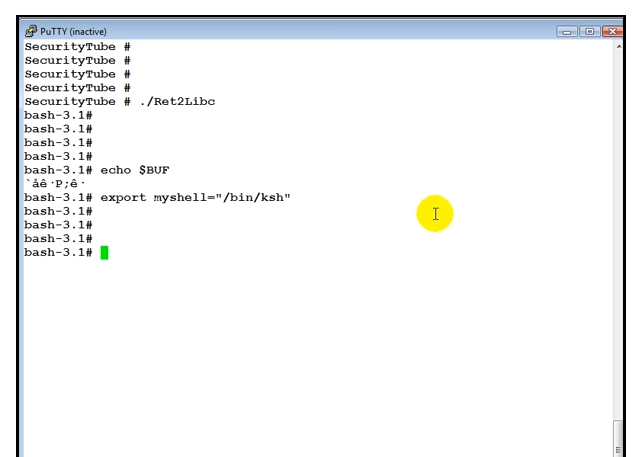 PuTTY (inactive)
SecurityTube #
SecurityTube #
SecurityTube #
SecurityTube #
SecurityTube # ./Ret2Libc
bash-3.1#
bash-3.1#
bash-3.1#
bash-3.1#
bash-3.1# echo $BUF
`åê·P;ê·
bash-3.1# export myshell="/bin/ksh"
bash-3.1#
bash-3.1#
bash-3.1#
bash-3.1#